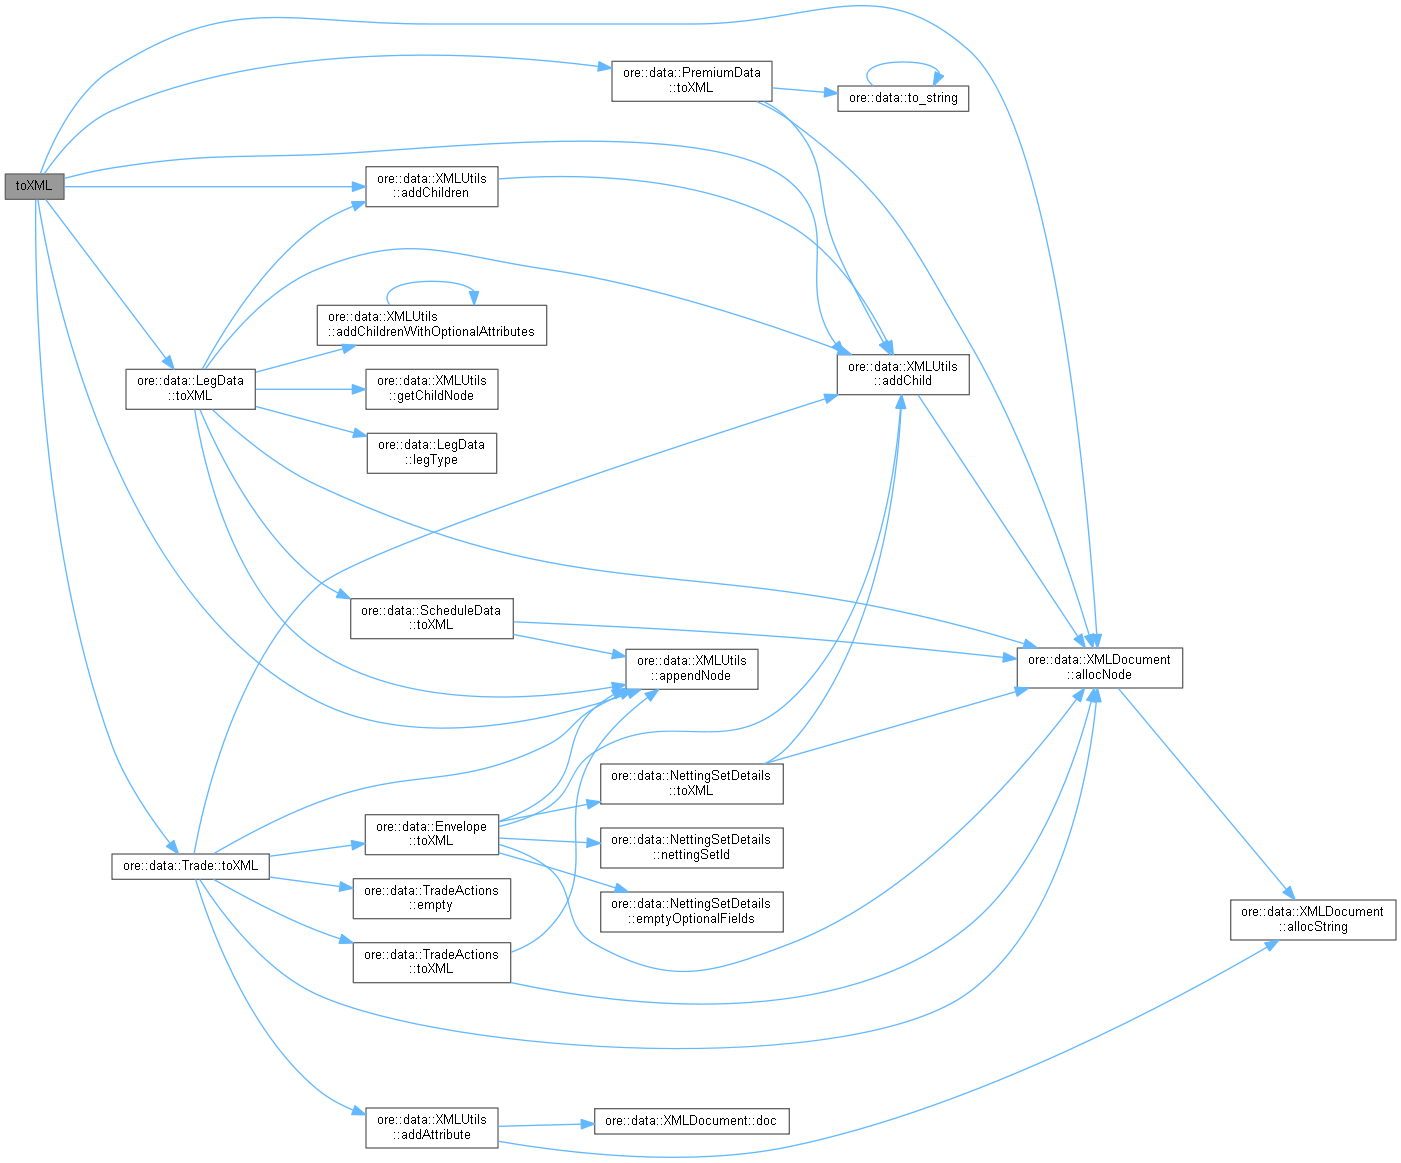 ore::data::PremiumData
::toXML
ore::data::to_string
toXML
ore::data::XMLUtils
::addChildren
ore::data::XMLUtils
::addChildrenWithOptionalAttributes
ore::data::LegData
::toXML
ore::data::XMLUtils
::getChildNode
ore::data::XMLUtils
::addChild
ore::data::LegData
::legType
ore::data::ScheduleData
::toXML
ore::data::XMLUtils
::appendNode
ore::data::XMLDocument
::allocNode
ore::data::NettingSetDetails
::toXML
ore::data::Envelope
::toXML
ore::data::NettingSetDetails
::nettingSetId
ore::data::Trade::toXML
ore::data::TradeActions
::empty
ore::data::NettingSetDetails
::emptyOptionalFields
ore::data::XMLDocument
::allocString
ore::data::TradeActions
::toXML
ore::data::XMLUtils
::addAttribute
ore::data::XMLDocument::doc